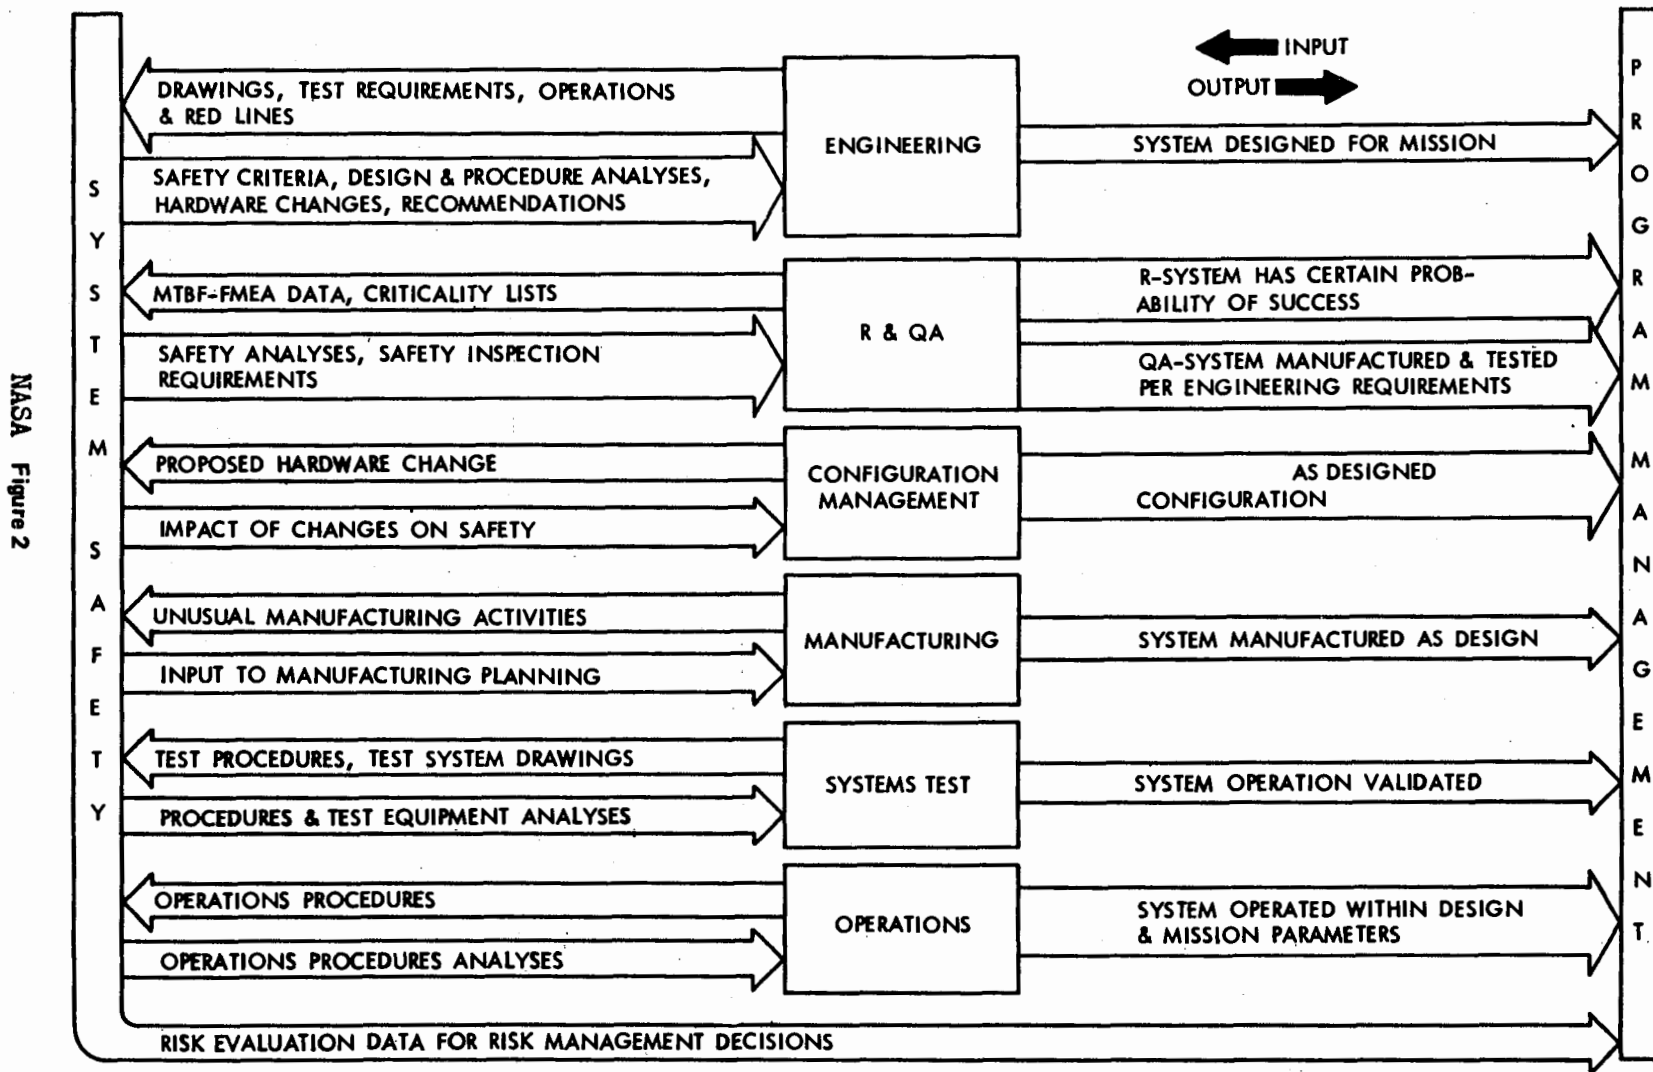 INPUT
OUTPUT
SYSTEM SAFETY
DRAWINGS, TEST REQUIREMENTS, OPERATIONS
& RED LINES
SAFETY CRITERIA, DESIGN & PROCEDURE ANALYSES,
HARDWARE CHANGES, RECOMMENDATIONS
ENGINEERING
SYSTEM DESIGNED FOR MISSION
MTBF-FMEA DATA, CRITICALITY LISTS
SAFETY ANALYSES, SAFETY INSPECTION
REQUIREMENTS
R & QA
R-SYSTEM HAS CERTAIN PROB-
ABILITY OF SUCCESS
QA-SYSTEM MANUFACTURED & TESTED
PER ENGINEERING REQUIREMENTS
PROPOSED HARDWARE CHANGE
IMPACT OF CHANGES ON SAFETY
CONFIGURATION
MANAGEMENT
AS DESIGNED
CONFIGURATION
UNUSUAL MANUFACTURING ACTIVITIES
INPUT TO MANUFACTURING PLANNING
MANUFACTURING
SYSTEM MANUFACTURED AS DESIGN
TEST PROCEDURES, TEST SYSTEM DRAWINGS
PROCEDURES & TEST EQUIPMENT ANALYSES
SYSTEMS TEST
SYSTEM OPERATION VALIDATED
OPERATIONS PROCEDURES
OPERATIONS PROCEDURES ANALYSES
OPERATIONS
SYSTEM OPERATED WITHIN DESIGN
& MISSION PARAMETERS
RISK EVALUATION DATA FOR RISK MANAGEMENT DECISIONS
PROGRAM MANAGEMENT
NASA Figure 2